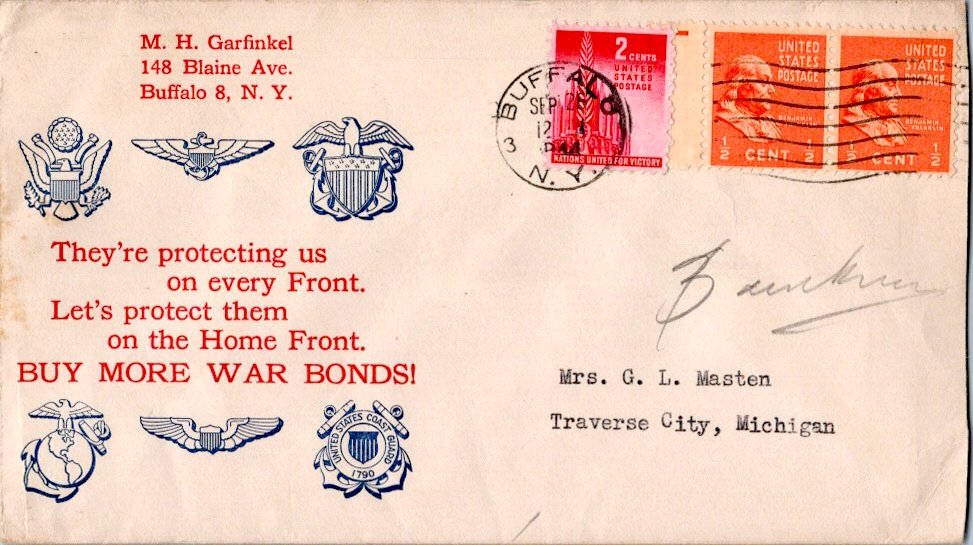 M. H. Garfinkel
148 Blaine Ave.
Buffalo 8, N. Y.
2 CENTS
UNITED
STATES
POSTAGE
NATIONS UNITED FOR VICTORY
UNITED
STATES
POSTAGE
BENJAMIN
FRANKLIN
1/2 CENT 1/2
UNITED
STATES
POSTAGE
BENJAMIN
FRANKLIN
1/2 CENT 1/2
BUFFALO
SEP
12
3
N. Y.
They're protecting us
on every Front.
Let's protect them
on the Home Front.
BUY MORE WAR BONDS!
UNITED STATES COAST GUARD
1790
Mrs. G. L. Masten
Traverse City, Michigan